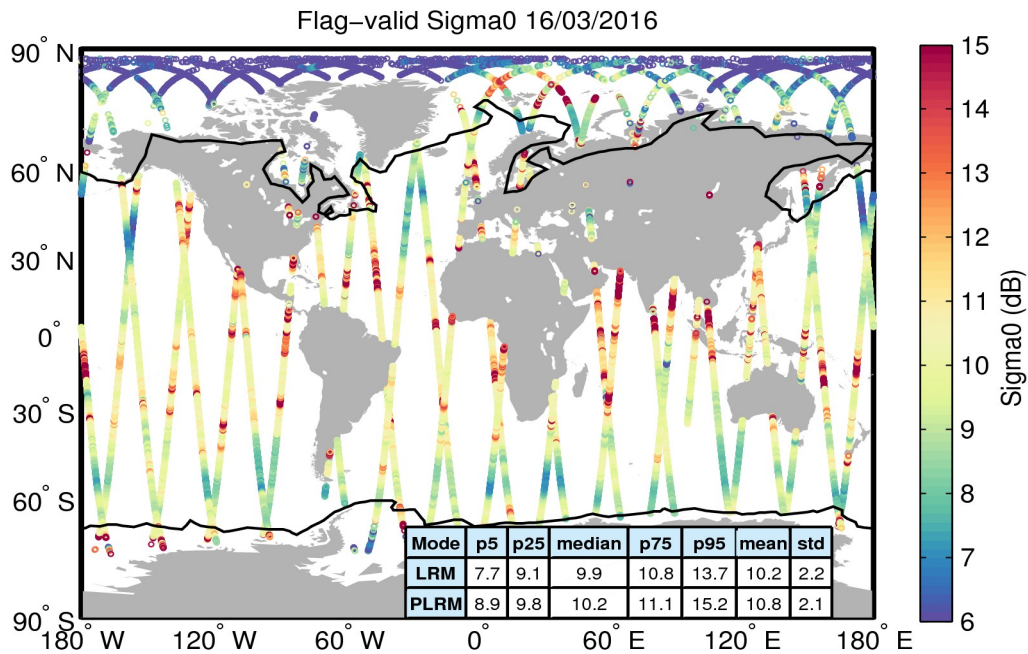 Flag−valid Sigma0 16/03/2016
90° N
60° N
30° N
0°
30° S
60° S
90° S
180° W
120° W
60° W
0°
60° E
120° E
180° E
Mode p5 p25 median p75 p95 mean std
LRM 7.7 9.1 9.9 10.8 13.7 10.2 2.2
PLRM 8.9 9.8 10.2 11.1 15.2 10.8 2.1
15
14
13
12
11
10
9
8
7
6
Sigma0 (dB)